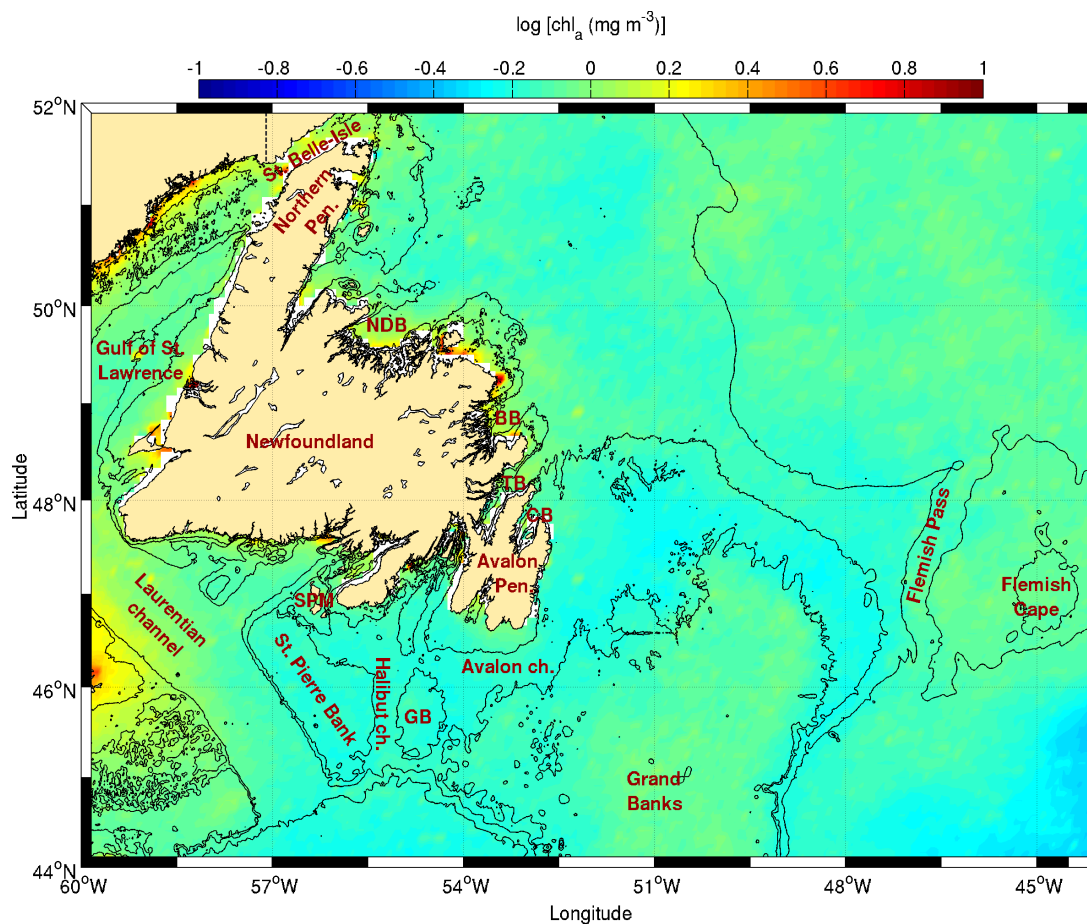 log [chl_a (mg m^-3)]
-1 -0.8 -0.6 -0.4 -0.2 0 0.2 0.4 0.6 0.8 1
52°N
St. Belle-Isle
Northern
Pen.
50°N
NDB
Gulf of St.
Lawrence
BB
Newfoundland
Latitude
48°N
TB
CB
Avalon
Pen.
Flemish Pass
Flemish
Cape
SPM
Laurentian
channel
46°N
St. Pierre Bank
Halibut ch.
Avalon ch.
GB
Grand
Banks
44°N
60°W 57°W 54°W 51°W 48°W 45°W
Longitude